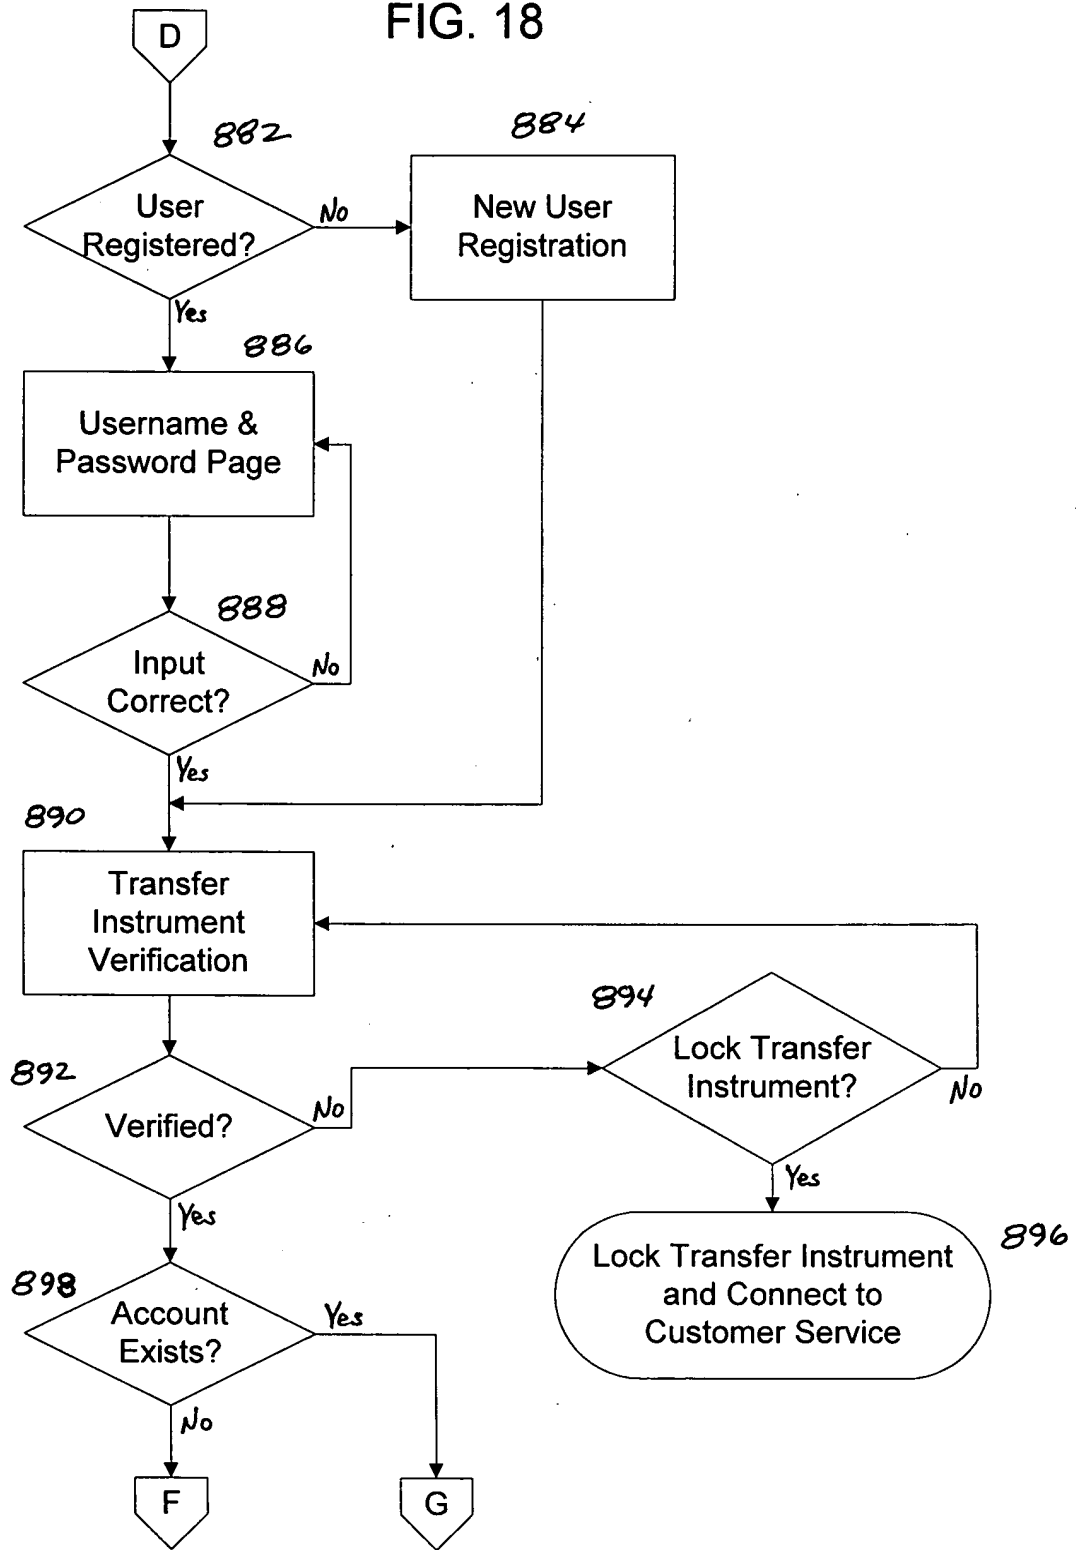 FIG. 18
D
882
884
User
Registered?
No
New User
Registration
Yes
886
Username &
Password Page
888
Input
Correct?
No
Yes
890
Transfer
Instrument
Verification
894
Lock Transfer
Instrument?
No
892
Verified?
No
Yes
Yes
896
Lock Transfer Instrument
and Connect to
Customer Service
898
Account
Exists?
Yes
No
F
G